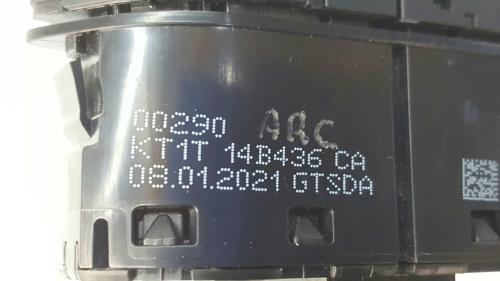 00290 ARC
KT1T 14B436 CA
08.01.2021 GTSDA